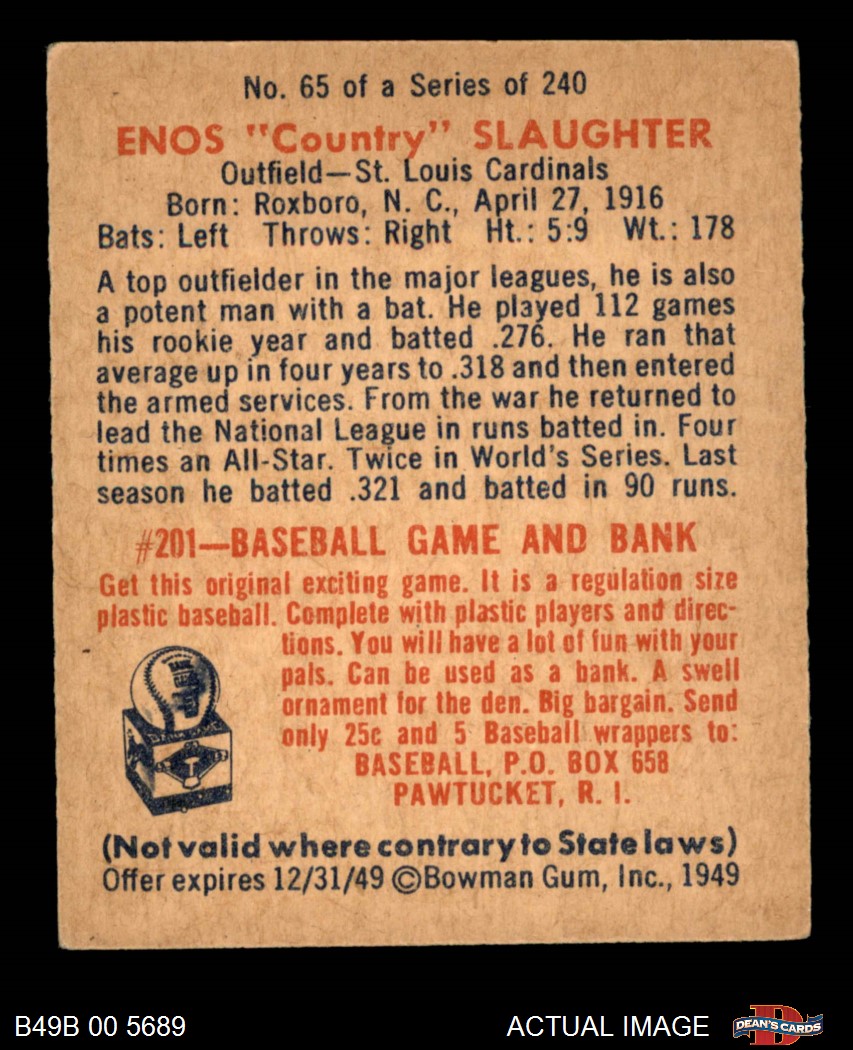 No. 65 of a Series of 240
ENOS "Country" SLAUGHTER
Outfield—St. Louis Cardinals
Born: Roxboro, N. C., April 27, 1916
Bats: Left Throws: Right Ht.: 5:9 Wt.: 178
A top outfielder in the major leagues, he is also
a potent man with a bat. He played 112 games
his rookie year and batted .276. He ran that
average up in four years to .318 and then entered
the armed services. From the war he returned to
lead the National League in runs batted in. Four
times an All-Star. Twice in World's Series. Last
season he batted .321 and batted in 90 runs.
#201—BASEBALL GAME AND BANK
Get this original exciting game. It is a regulation size
plastic baseball. Complete with plastic players and direc-
tions. You will have a lot of fun with your
pals. Can be used as a bank. A swell
ornament for the den. Big bargain. Send
only 25c and 5 Baseball wrappers to:
BASEBALL, P.O. BOX 658
PAWTUCKET, R. I.
(Not valid where contrary to State laws)
Offer expires 12/31/49 ©Bowman Gum, Inc., 1949
B49B 00 5689
ACTUAL IMAGE
DEAN'S CARDS